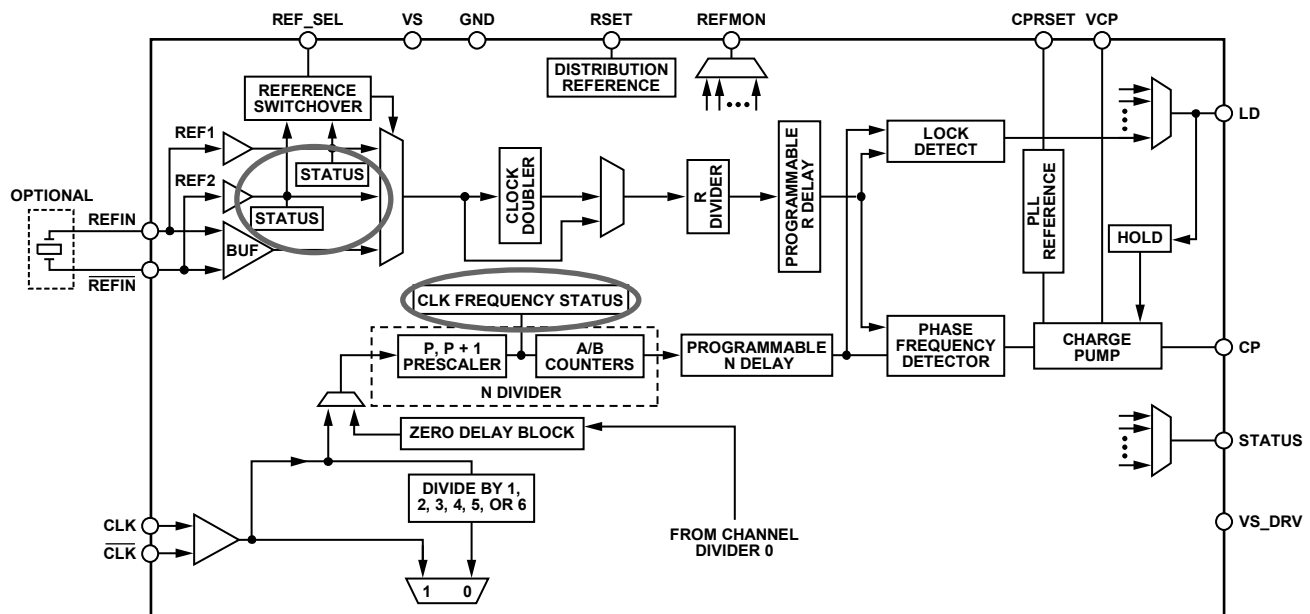 REF_SEL
VS
GND
RSET
REFMON
CPRSET
VCP
DISTRIBUTION
REFERENCE
REFERENCE
SWITCHOVER
REF1
REF2
STATUS
STATUS
BUF
OPTIONAL
REFIN
REFIN
CLOCK
DOUBLER
R
DIVIDER
PROGRAMMABLE
R DELAY
LOCK
DETECT
PLL
REFERENCE
LD
HOLD
CLK FREQUENCY STATUS
P, P + 1
PRESCALER
A/B
COUNTERS
N DIVIDER
PROGRAMMABLE
N DELAY
PHASE
FREQUENCY
DETECTOR
CHARGE
PUMP
CP
ZERO DELAY BLOCK
STATUS
DIVIDE BY 1,
2, 3, 4, 5, OR 6
FROM CHANNEL
DIVIDER 0
VS_DRV
CLK
CLK
1 0